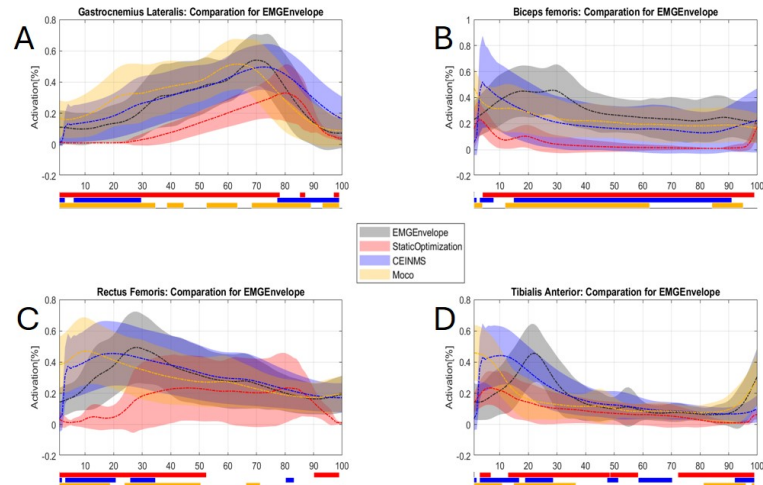 A
Gastrocnemius Lateralis: Comparation for EMGEnvelope
0.8
0.6
0.4
0.2
0
-0.2
Activation[%]
10 20 30 40 50 60 70 80 90 100
B
Biceps femoris: Comparation for EMGEnvelope
1
0.8
0.6
0.4
0.2
0
-0.2
Activation[%]
10 20 30 40 50 60 70 80 90 100
EMGEnvelope
StaticOptimization
CEINMS
Moco
C
Rectus Femoris: Comparation for EMGEnvelope
0.8
0.6
0.4
0.2
0
-0.2
Activation[%]
10 20 30 40 50 60 70 80 90 100
D
Tibialis Anterior: Comparation for EMGEnvelope
0.8
0.6
0.4
0.2
0
-0.2
Activation[%]
10 20 30 40 50 60 70 80 90 100